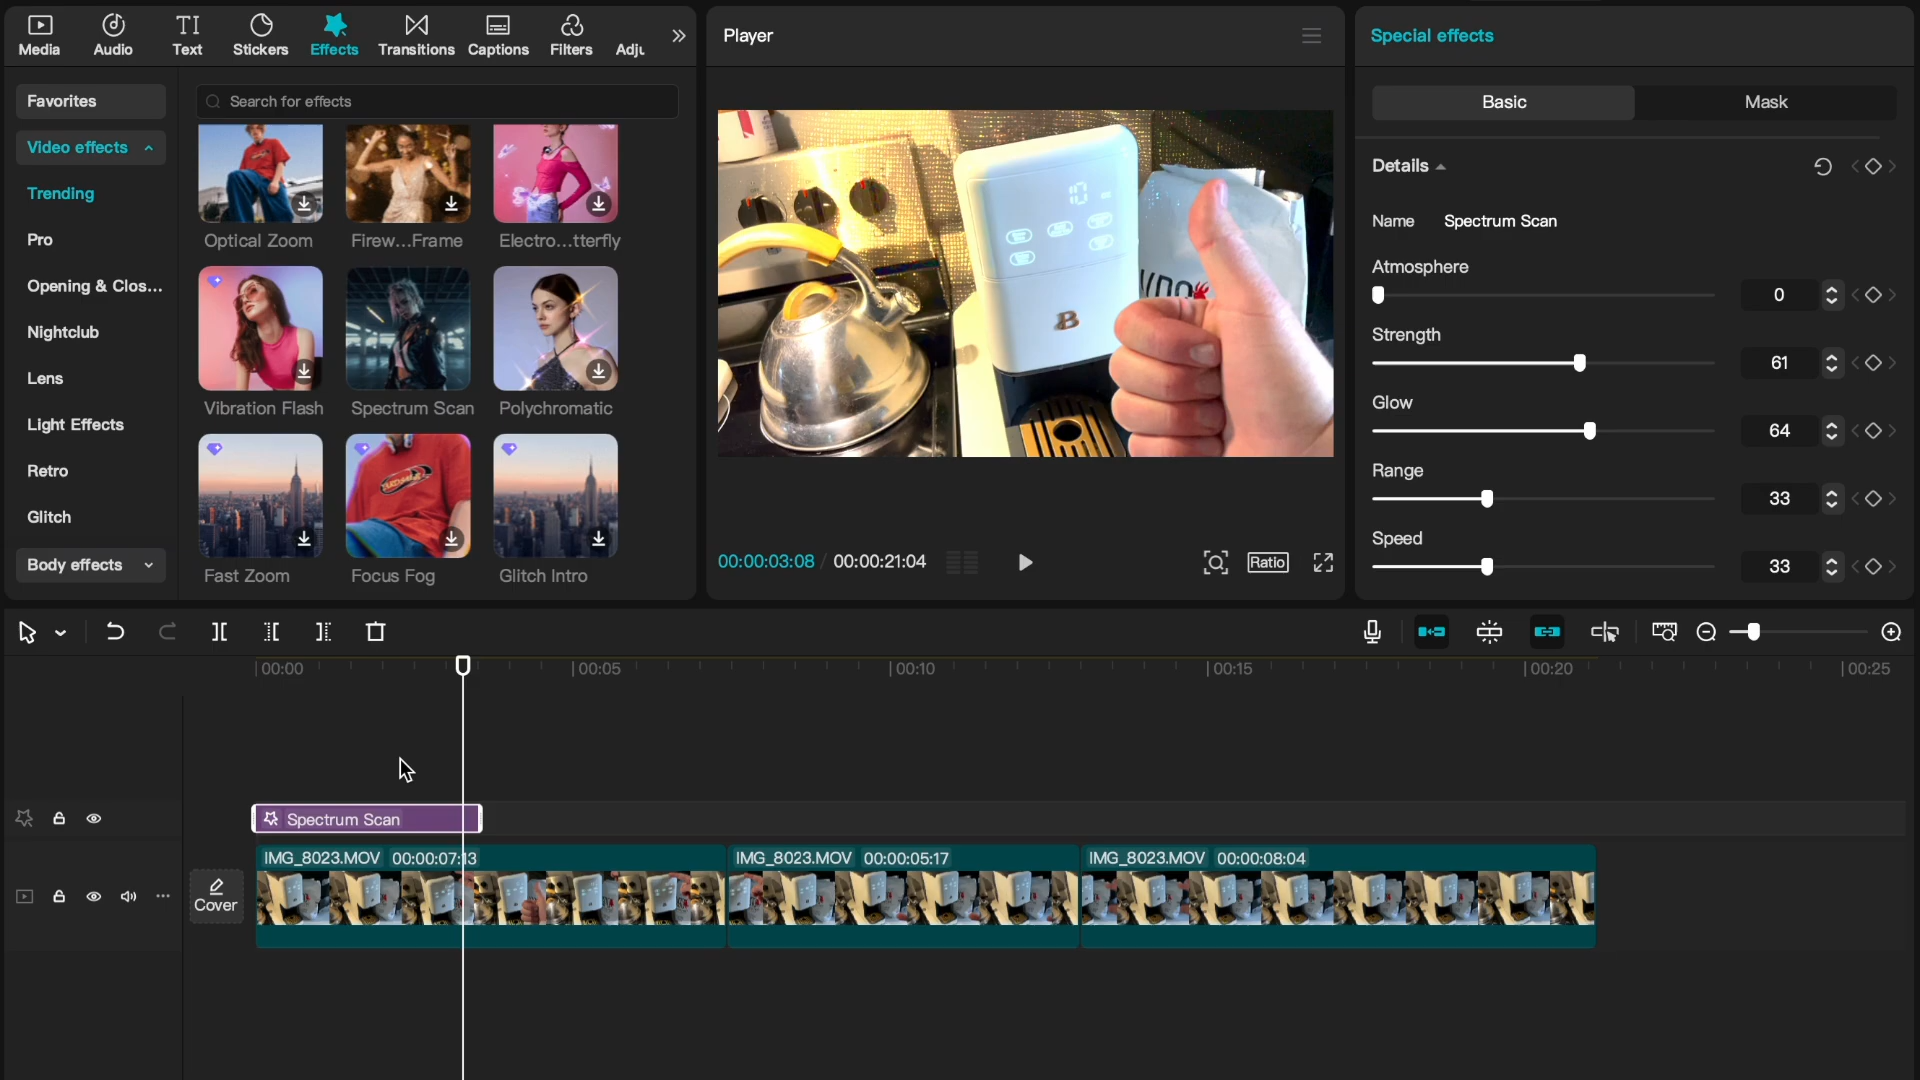 Media
Audio
TI
Text
Stickers
Effects
Transitions
Captions
Filters
Adju
Favorites
Video effects
Trending
Pro
Opening & Clos...
Nightclub
Lens
Light Effects
Retro
Glitch
Body effects
Search for effects
Optical Zoom
Firew...Frame
Electro...tterfly
Vibration Flash
Spectrum Scan
Polychromatic
Fast Zoom
Focus Fog
Glitch Intro
Player
10
B
00:00:03:08 / 00:00:21:04
Ratio
Special effects
Basic
Mask
Details
Name Spectrum Scan
Atmosphere
0
Strength
61
Glow
64
Range
33
Speed
33
00:00
00:05
00:10
00:15
00:20
00:25
Spectrum Scan
Cover
IMG_8023.MOV 00:00:07:13
IMG_8023.MOV 00:00:05:17
IMG_8023.MOV 00:00:08:04